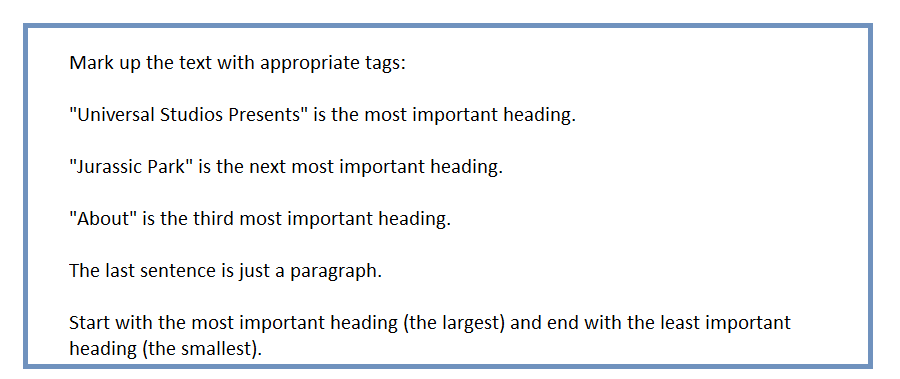 Mark up the text with appropriate tags:
"Universal Studios Presents" is the most important heading.
"Jurassic Park" is the next most important heading.
"About" is the third most important heading.
The last sentence is just a paragraph.
Start with the most important heading (the largest) and end with the least important
heading (the smallest).